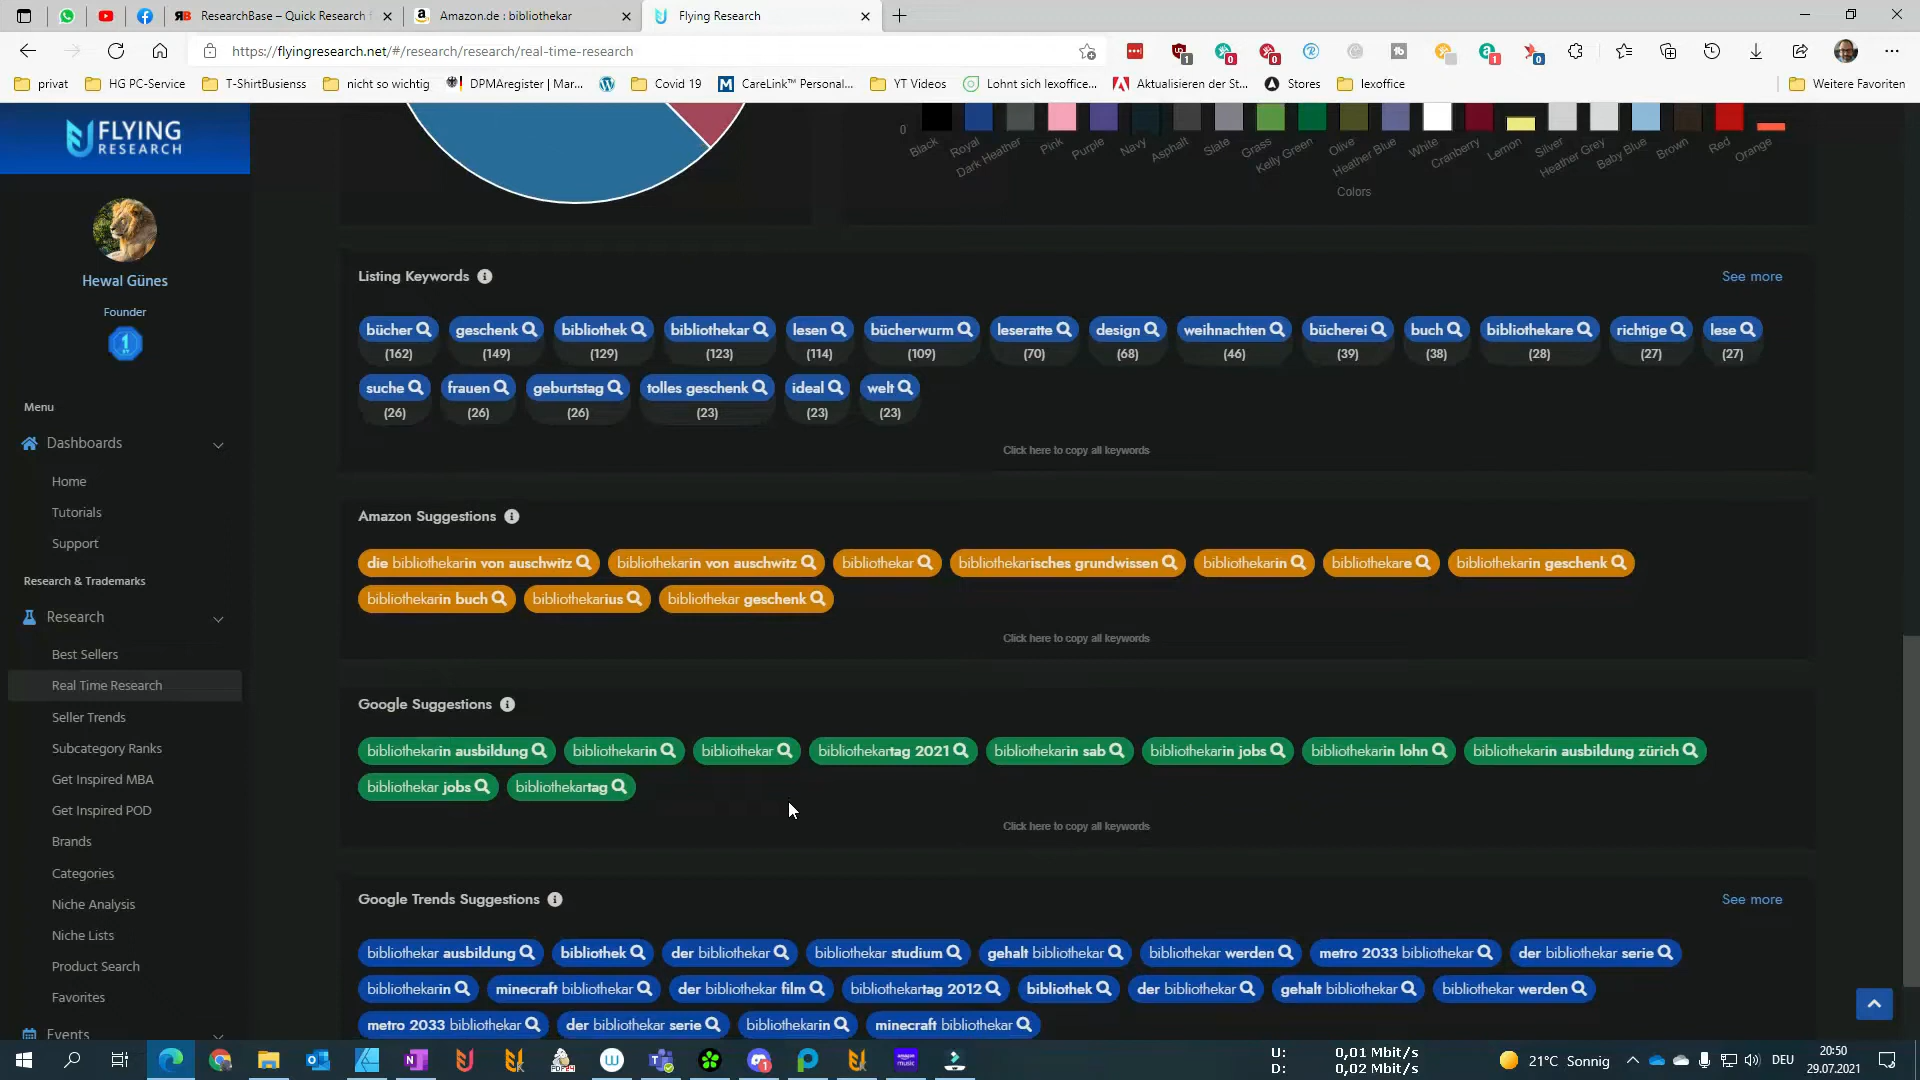 ResearchBase – Quick Research f
Amazon.de : bibliothekar
Flying Research
https://flyingresearch.net/#/research/research/real-time-research
privat
HG PC-Service
T-ShirtBusienss
nicht so wichtig
DPMAregister | Mar...
Covid 19
CareLink™ Personal...
YT Videos
Lohnt sich lexoffice...
Aktualisieren der St...
Stores
lexoffice
Weitere Favoriten
FLYING
RESEARCH
Hewal Günes
Founder
1
Menu
Dashboards
Home
Tutorials
Support
Research & Trademarks
Research
Best Sellers
Real Time Research
Seller Trends
Subcategory Ranks
Get Inspired MBA
Get Inspired POD
Brands
Categories
Niche Analysis
Niche Lists
Product Search
Favorites
Events
0
Black
Royal
Dark Heather
Pink
Purple
Navy
Asphalt
Slate
Grass
Kelly Green
Olive
Heather Blue
White
Cranberry
Lemon
Silver
Heather Grey
Baby Blue
Brown
Red
Orange
Colors
Listing Keywords
See more
bücher geschenk bibliothek bibliothekar lesen bücherwurm leseratte design weihnachten bücherei buch bibliothekare richtige lese
(162) (149) (129) (123) (114) (109) (70) (68) (46) (39) (38) (28) (27) (27)
suche frauen geburtstag tolles geschenk ideal welt
(26) (26) (26) (23) (23) (23)
Click here to copy all keywords
Amazon Suggestions
die bibliothekarin von auschwitz bibliothekarin von auschwitz bibliothekar bibliothekarisches grundwissen bibliothekarin bibliothekare bibliothekarin geschenk
bibliothekarin buch bibliothekarius bibliothekar geschenk
Click here to copy all keywords
Google Suggestions
bibliothekarin ausbildung bibliothekarin bibliothekar bibliothekartag 2021 bibliothekarin sab bibliothekarin jobs bibliothekarin lohn bibliothekarin ausbildung zürich
bibliothekar jobs bibliothekartag
Click here to copy all keywords
Google Trends Suggestions
See more
bibliothekar ausbildung bibliothek der bibliothekar bibliothekar studium gehalt bibliothekar bibliothekar werden metro 2033 bibliothekar der bibliothekar serie
bibliothekarin minecraft bibliothekar der bibliothekar film bibliothekartag 2012 bibliothek der bibliothekar gehalt bibliothekar bibliothekar werden
metro 2033 bibliothekar der bibliothekar serie bibliothekarin minecraft bibliothekar
U: 0,01 Mbit/s
D: 0,02 Mbit/s
21°C Sonnig
DEU
20:50
29.07.2021